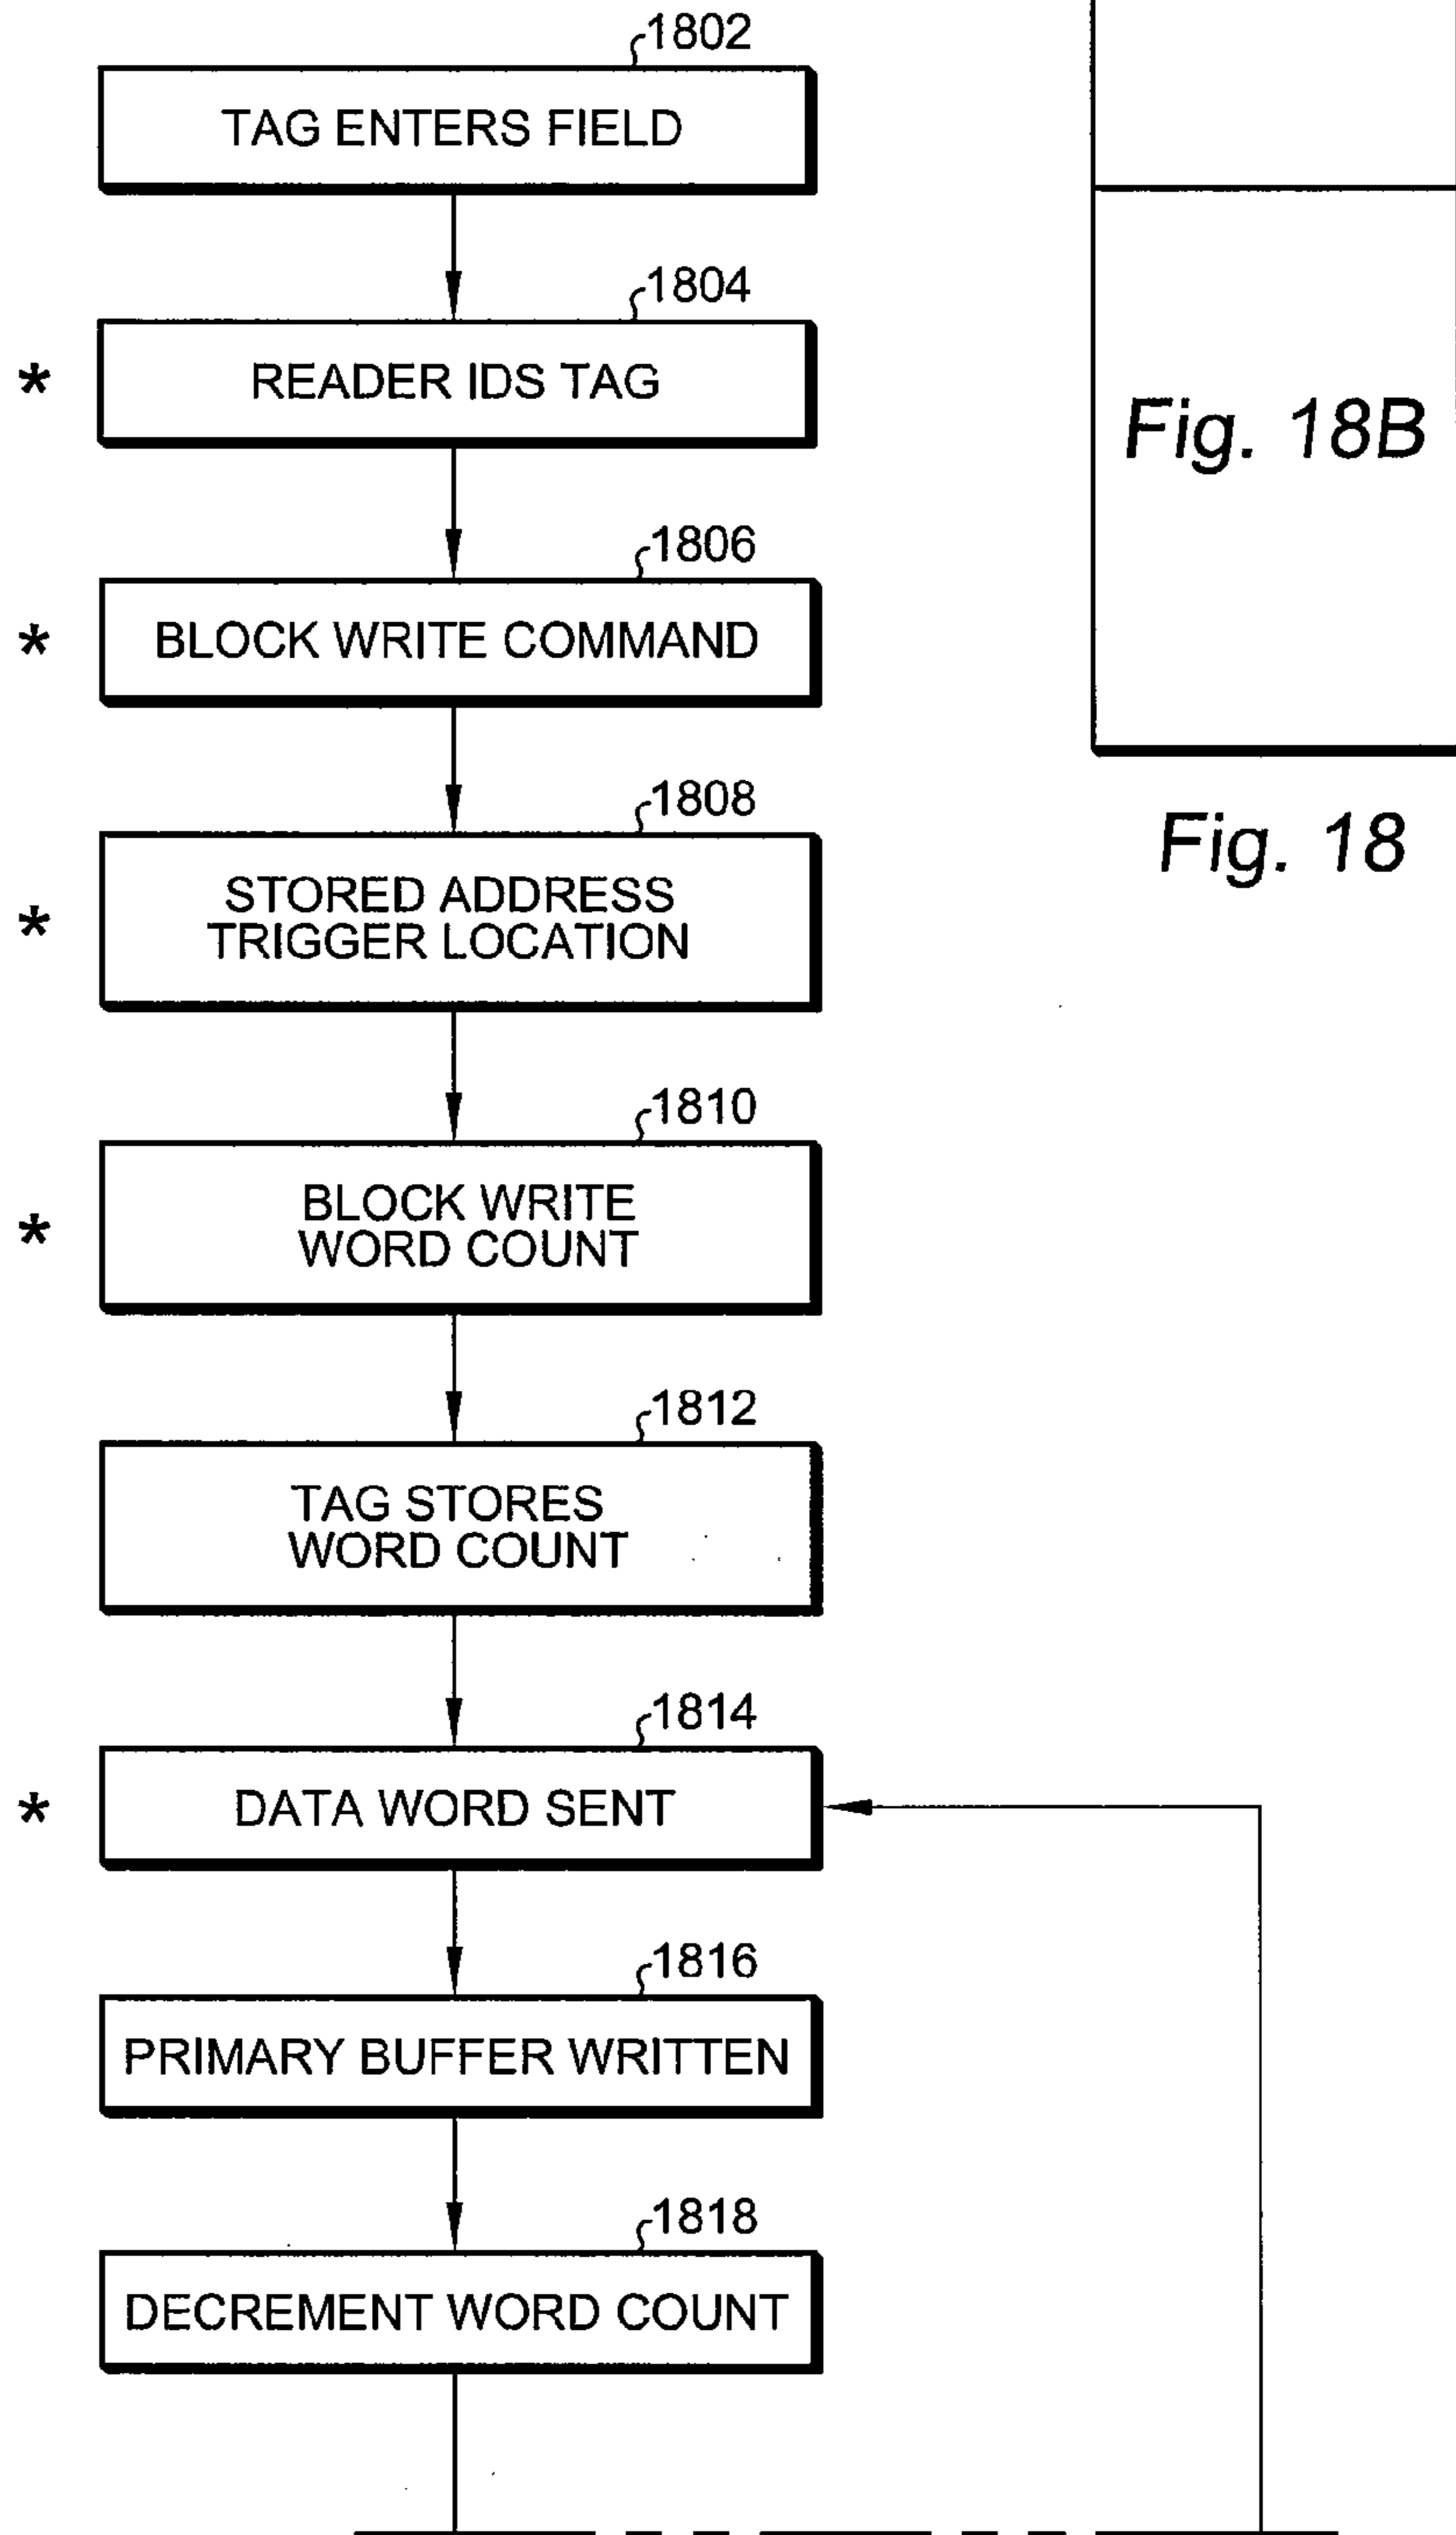 1802
TAG ENTERS FIELD
1804
* READER IDS TAG
1806
* BLOCK WRITE COMMAND
1808
* STORED ADDRESS
TRIGGER LOCATION
1810
* BLOCK WRITE
WORD COUNT
1812
TAG STORES
WORD COUNT
1814
* DATA WORD SENT
1816
PRIMARY BUFFER WRITTEN
1818
DECREMENT WORD COUNT
Fig. 18B
Fig. 18